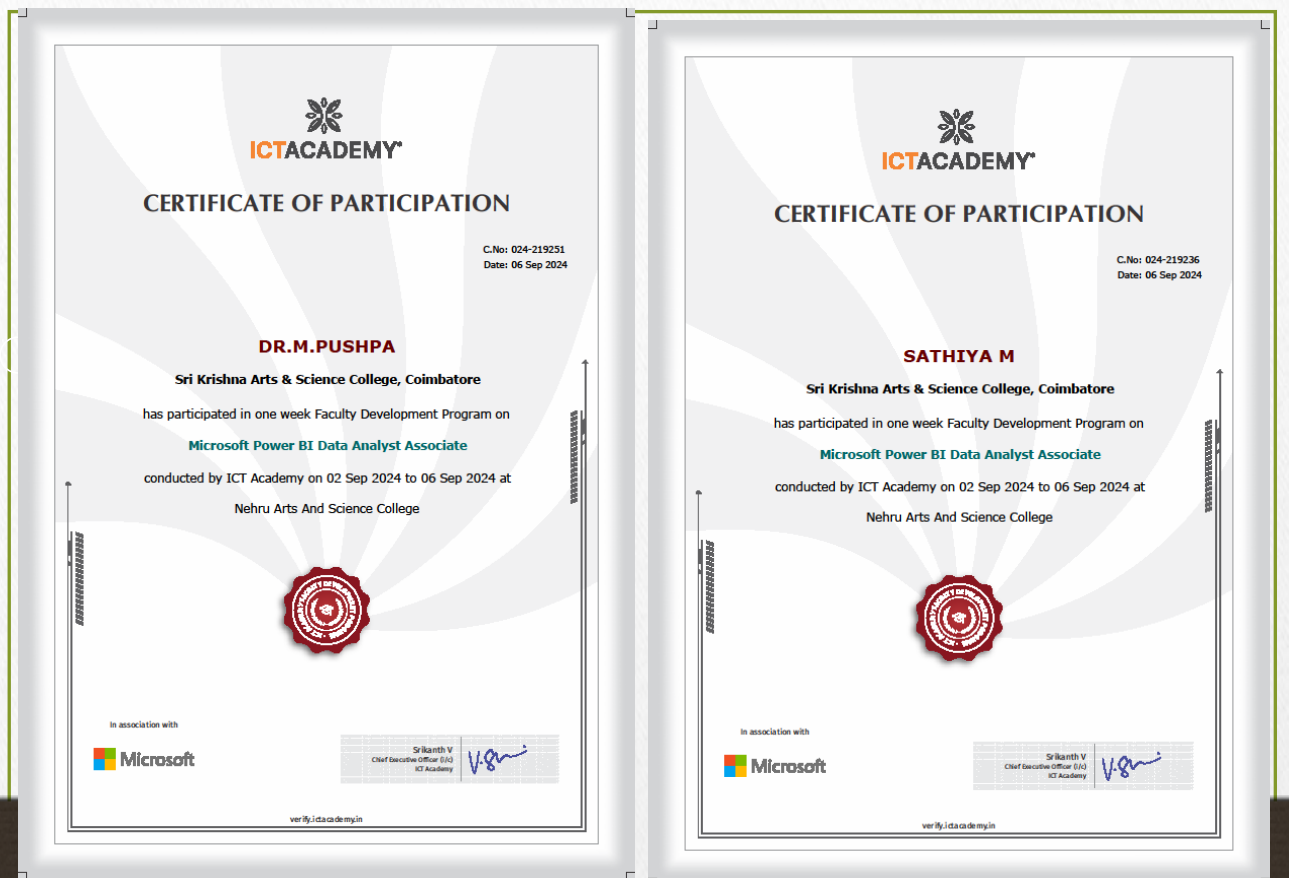 ICTACADEMY
CERTIFICATE OF PARTICIPATION
C.No: 024-219251
Date: 06 Sep 2024
DR.M.PUSHPA
Sri Krishna Arts & Science College, Coimbatore
has participated in one week Faculty Development Program on
Microsoft Power BI Data Analyst Associate
conducted by ICT Academy on 02 Sep 2024 to 06 Sep 2024 at
Nehru Arts And Science College
In association with
Microsoft
Srikanth V
Chief Executive Officer (i/c)
ICT Academy
verify.ictacademy.in
ICTACADEMY
CERTIFICATE OF PARTICIPATION
C.No: 024-219236
Date: 06 Sep 2024
SATHIYA M
Sri Krishna Arts & Science College, Coimbatore
has participated in one week Faculty Development Program on
Microsoft Power BI Data Analyst Associate
conducted by ICT Academy on 02 Sep 2024 to 06 Sep 2024 at
Nehru Arts And Science College
In association with
Microsoft
Srikanth V
Chief Executive Officer (i/c)
ICT Academy
verify.ictacademy.in